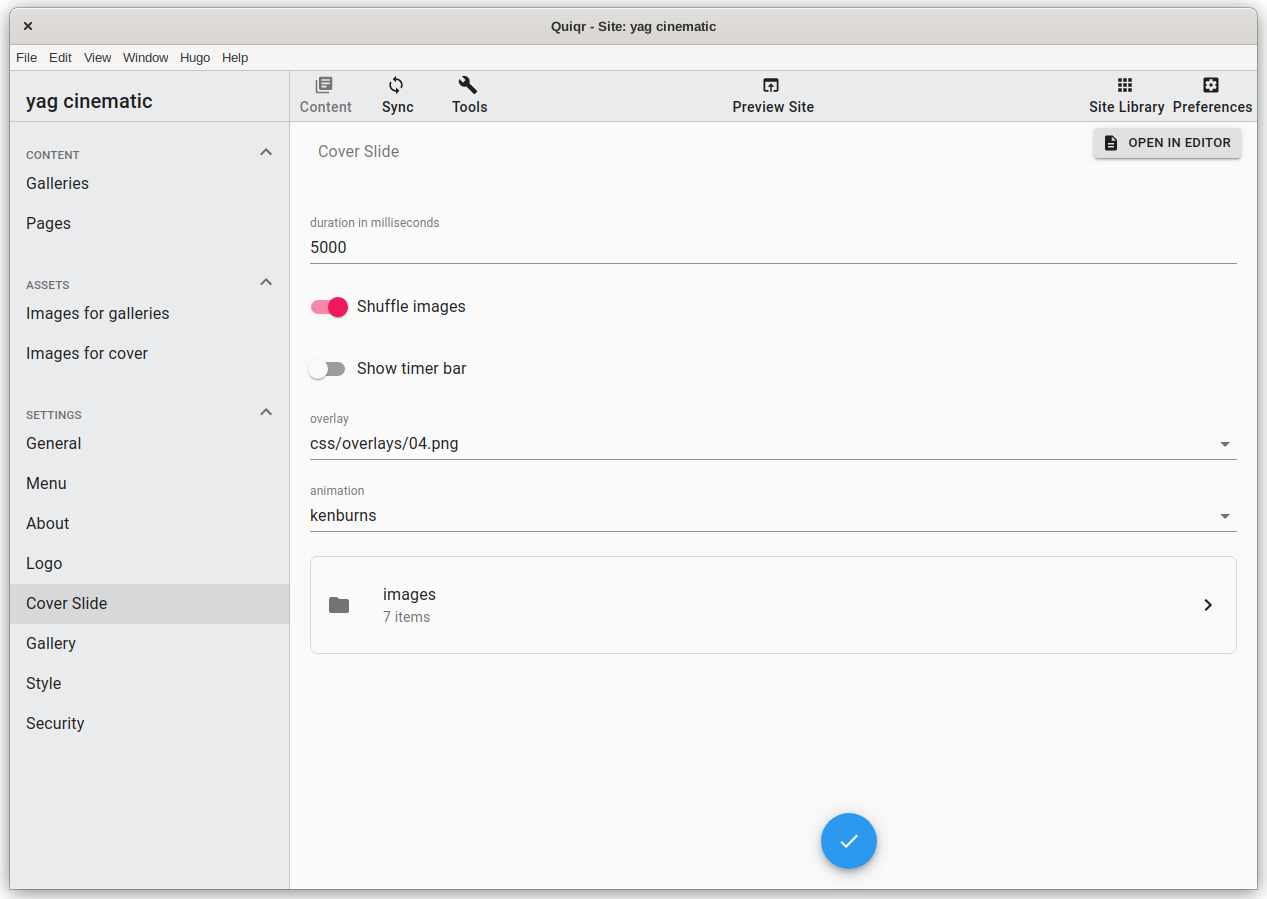 Quiqr - Site: yag cinematic
File Edit View Window Hugo Help
yag cinematic
Content Sync Tools Preview Site Site Library Preferences
CONTENT
Galleries
Pages
ASSETS
Images for galleries
Images for cover
SETTINGS
General
Menu
About
Logo
Cover Slide
Gallery
Style
Security
Cover Slide
OPEN IN EDITOR
duration in milliseconds
5000
Shuffle images
Show timer bar
overlay
css/overlays/04.png
animation
kenburns
images
7 items